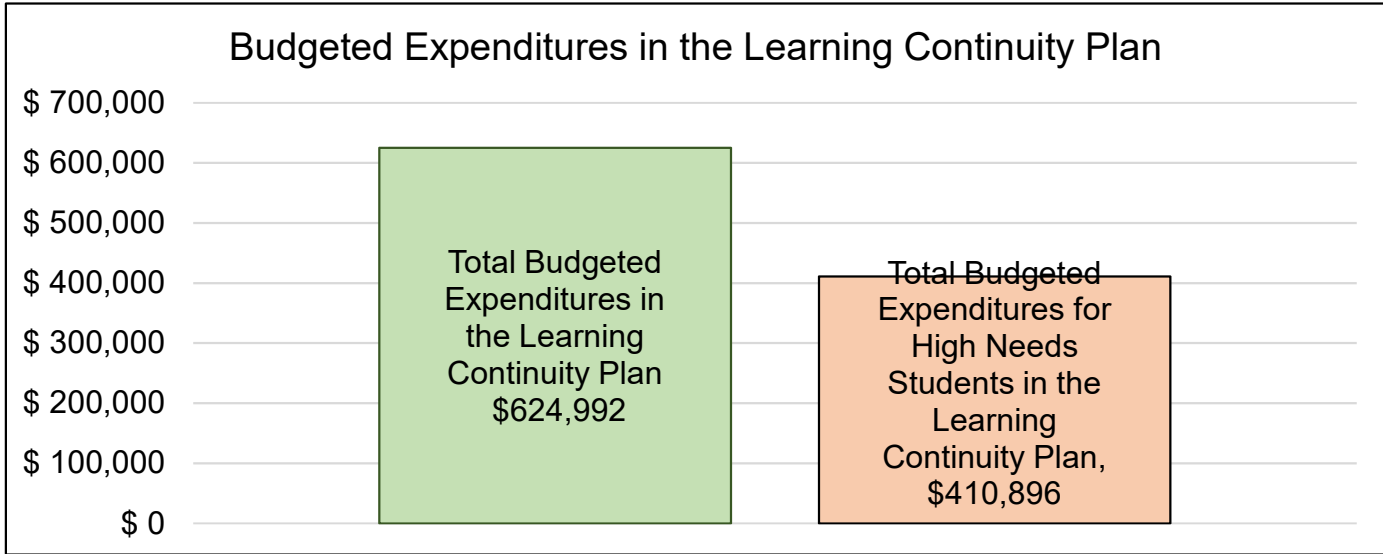 Budgeted Expenditures in the Learning Continuity Plan
$ 700,000
$ 600,000
$ 500,000
$ 400,000
$ 300,000
$ 200,000
$ 100,000
$ 0
Total Budgeted
Expenditures in
the Learning
Continuity Plan
$624,992
Total Budgeted
Expenditures for
High Needs
Students in the
Learning
Continuity Plan,
$410,896